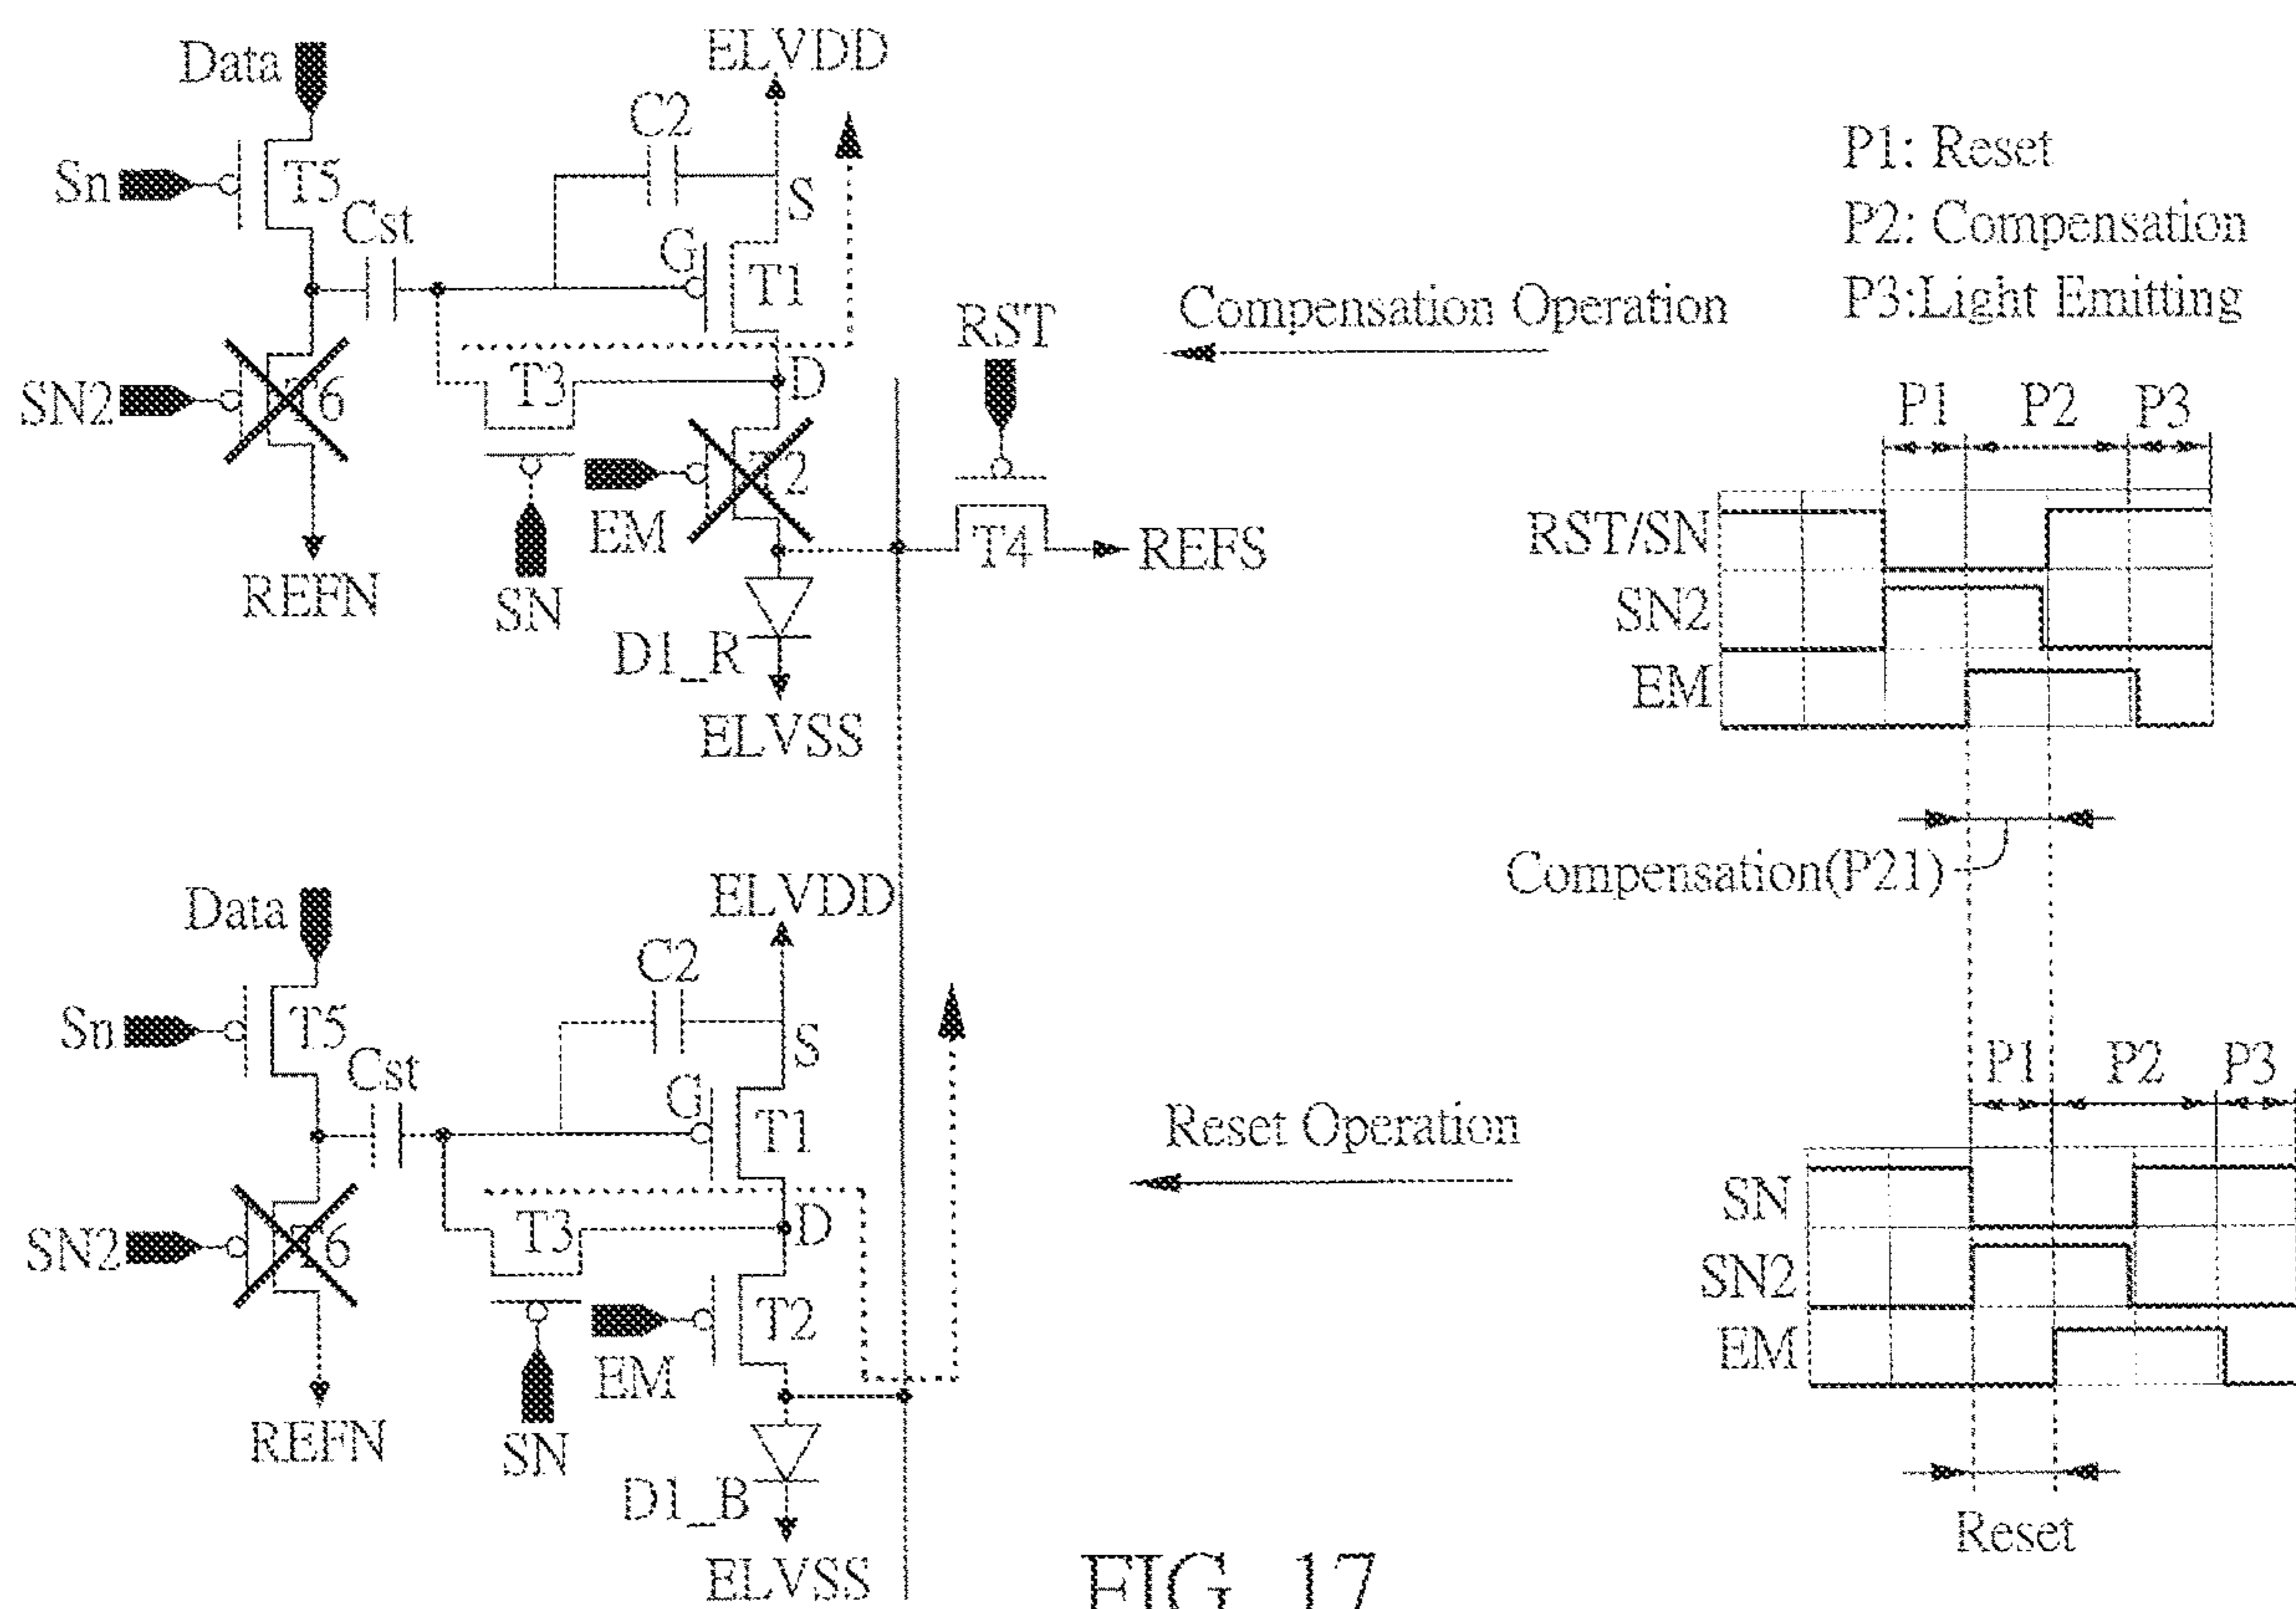 Data
ELVDD
C2
Sn
T5
Cst
S
G
T1
SN2
T6
T3
D
EM
T2
REFN
SN
D1_R
ELVSS
RST
T4
REFS
Compensation Operation
P1: Reset
P2: Compensation
P3:Light Emitting
P1 P2 P3
RST/SN
SN2
EM
Compensation(P21)
Data
ELVDD
C2
Sn
T5
Cst
S
G
T1
SN2
T3
D
EM
T2
REFN
SN
D1_B
ELVSS
Reset Operation
P1 P2 P3
SN
SN2
EM
Reset
FIG. 17